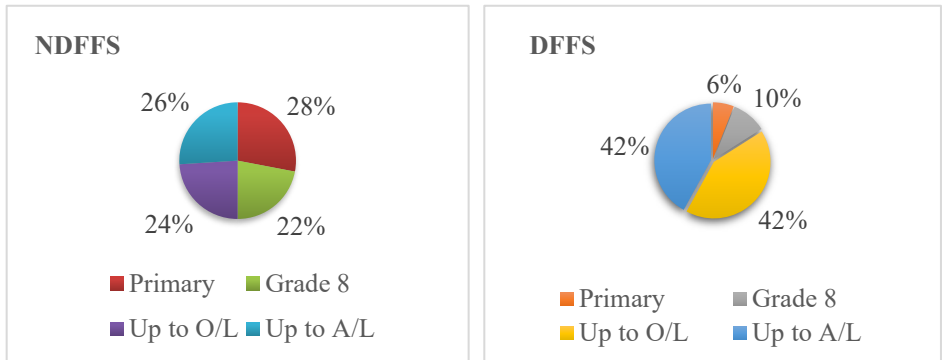 NDFFS
26%
28%
24%
22%
Primary
Grade 8
Up to O/L
Up to A/L
DFFS
6%
10%
42%
42%
Primary
Grade 8
Up to O/L
Up to A/L